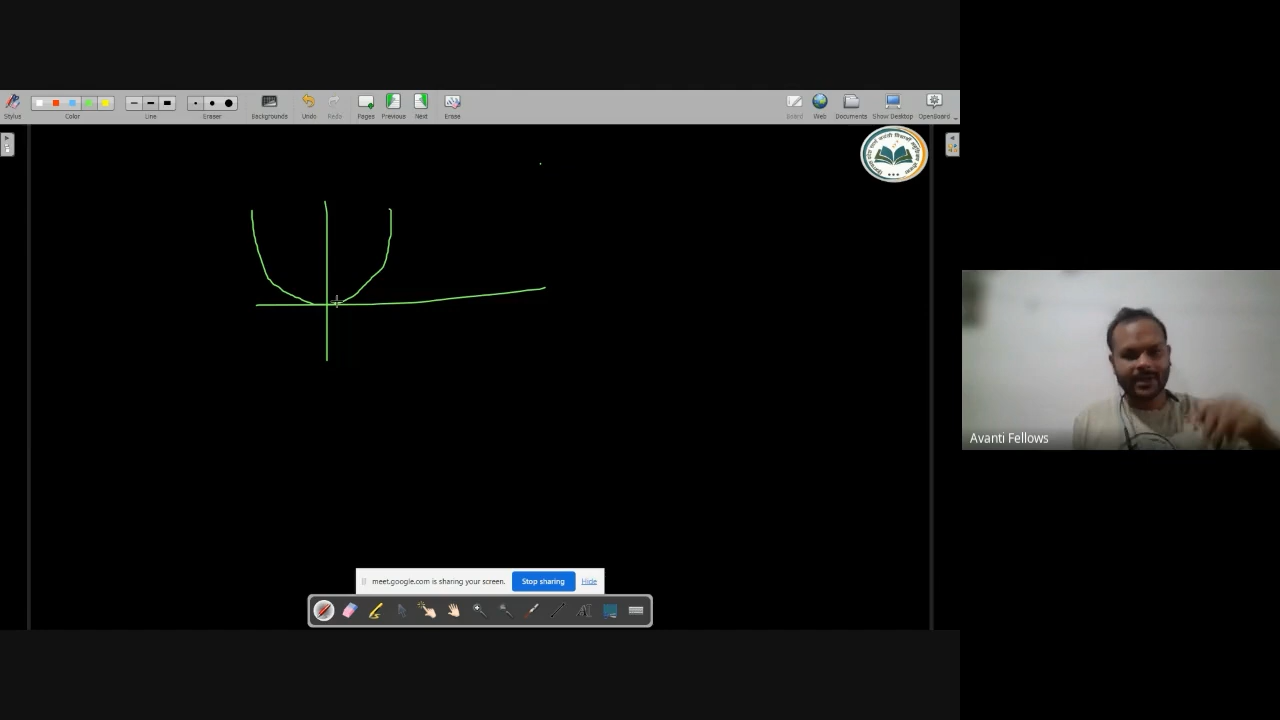 Stylus
Color
Line
Eraser
Backgrounds
Undo
Redo
Pages
Previous
Next
Erase
Board
Web
Documents
Show Desktop
OpenBoard
Avanti Fellows
meet.google.com is sharing your screen.
Stop sharing
Hide